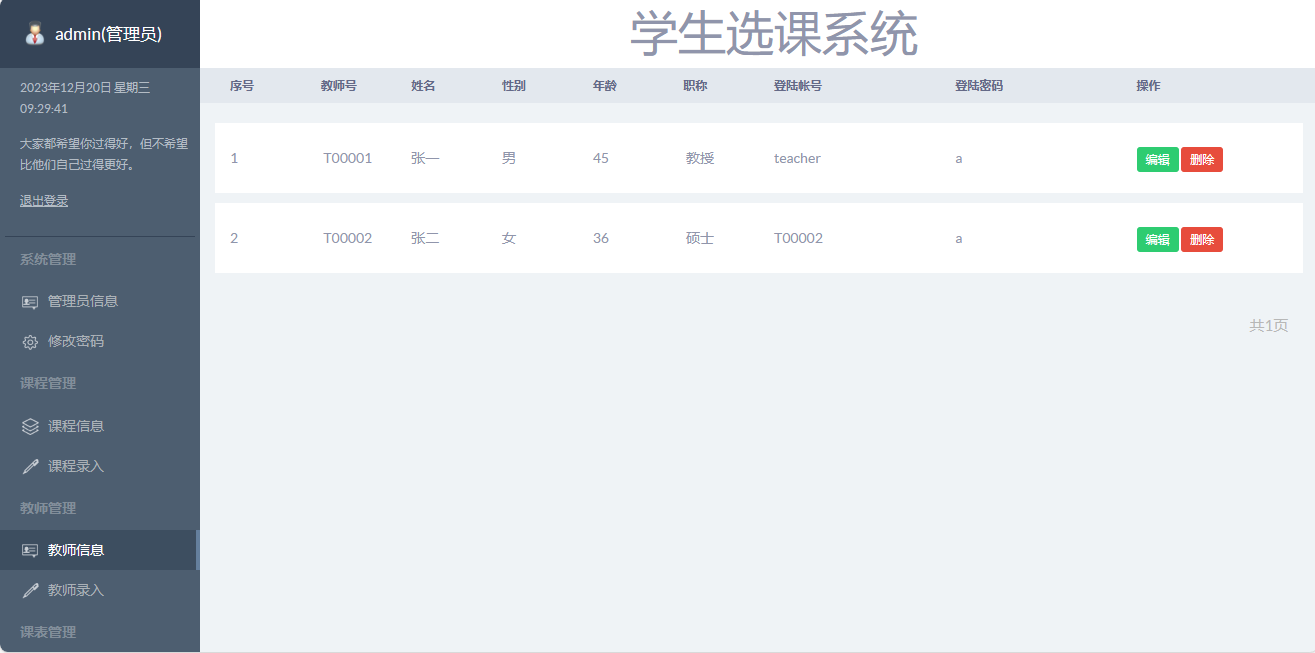 admin(管理员)
2023年12月20日 星期三
09:29:41
大家都希望你过得好，但不希望
比他们自己过得更好。
退出登录
系统管理
管理员信息
修改密码
课程管理
课程信息
课程录入
教师管理
教师信息
教师录入
课表管理
学生选课系统
序号 教师号 姓名 性别 年龄 职称 登陆帐号 登陆密码 操作
1 T00001 张一 男 45 教授 teacher a 编辑 删除
2 T00002 张二 女 36 硕士 T00002 a 编辑 删除
共1页